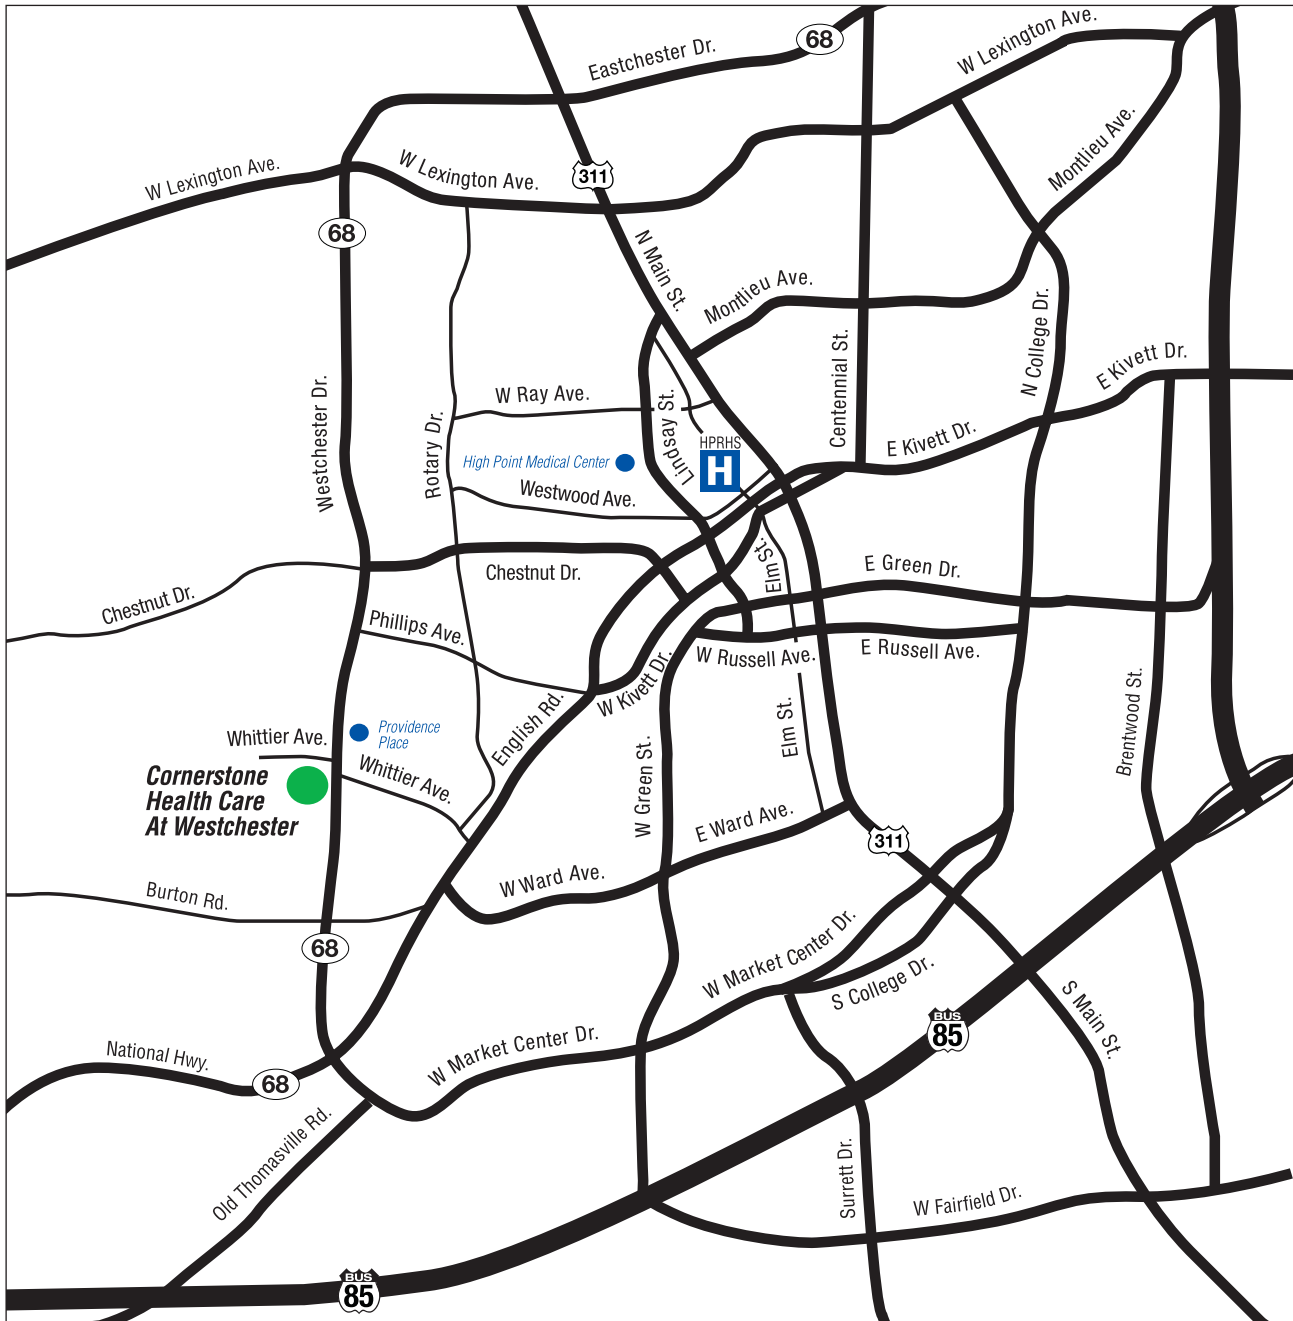 Eastchester Dr.
68
W Lexington Ave.
W Lexington Ave.
W Lexington Ave.
311
Montlieu Ave.
68
N Main St.
Montlieu Ave.
N College Dr.
Centennial St.
E Kivett Dr.
Westchester Dr.
W Ray Ave.
Lindsay St.
Rotary Dr.
HPRHS
H
E Kivett Dr.
High Point Medical Center
Westwood Ave.
Elm St.
E Green Dr.
Chestnut Dr.
Chestnut Dr.
Phillips Ave.
W Russell Ave.
E Russell Ave.
W Kivett Dr.
English Rd.
Brentwood St.
Elm St.
Whittier Ave.
Providence
Place
W Green St.
Whittier Ave.
Cornerstone
Health Care
At Westchester
E Ward Ave.
311
W Ward Ave.
Burton Rd.
68
W Market Center Dr.
S College Dr.
S Main St.
BUS
85
W Market Center Dr.
National Hwy.
68
Old Thomasville Rd.
Surrett Dr.
W Fairfield Dr.
BUS
85